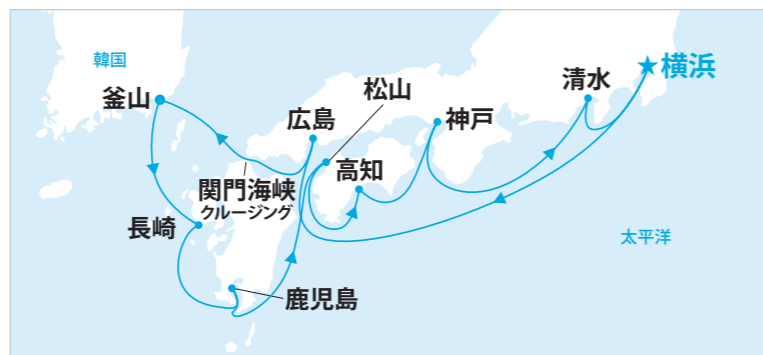 韓国
釜山
松山
広島
神戸
清水
★横浜
高知
関門海峡
クルージング
長崎
太平洋
鹿児島